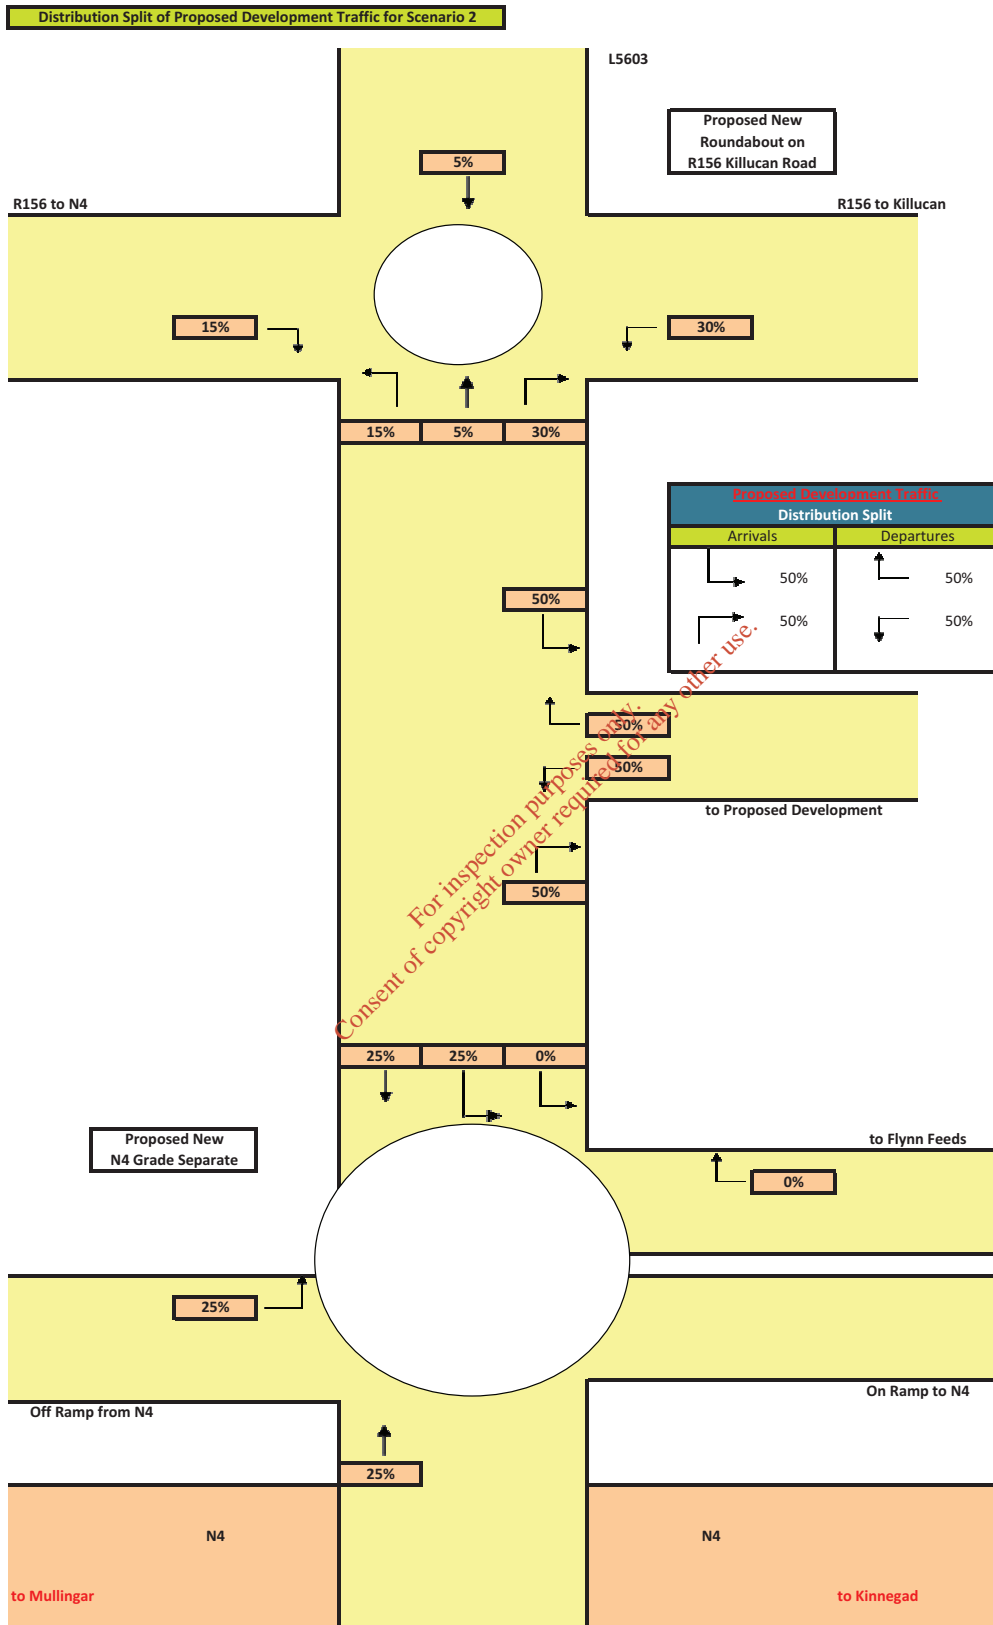 Distribution Split of Proposed Development Traffic for Scenario 2
L5603
Proposed New
Roundabout on
R156 Killucan Road
5%
R156 to N4
R156 to Killucan
15%
30%
15% 5% 30%
Proposed Development Traffic
Distribution Split
Arrivals Departures
50% 50%
50% 50%
50%
50%
50%
to Proposed Development
50%
For inspection purposes only.
Consent of copyright owner required for any other use.
25% 25% 0%
Proposed New
N4 Grade Separate
to Flynn Feeds
0%
25%
On Ramp to N4
Off Ramp from N4
25%
N4 N4
to Mullingar to Kinnegad